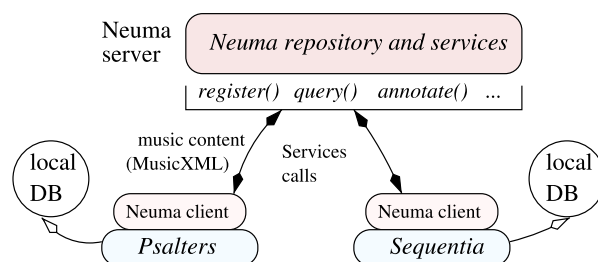 Neuma
server
Neuma repository and services
register() query() annotate() ...
music content
(MusicXML)
Services
calls
local
DB
Neuma client
Psalters
Neuma client
Sequentia
local
DB